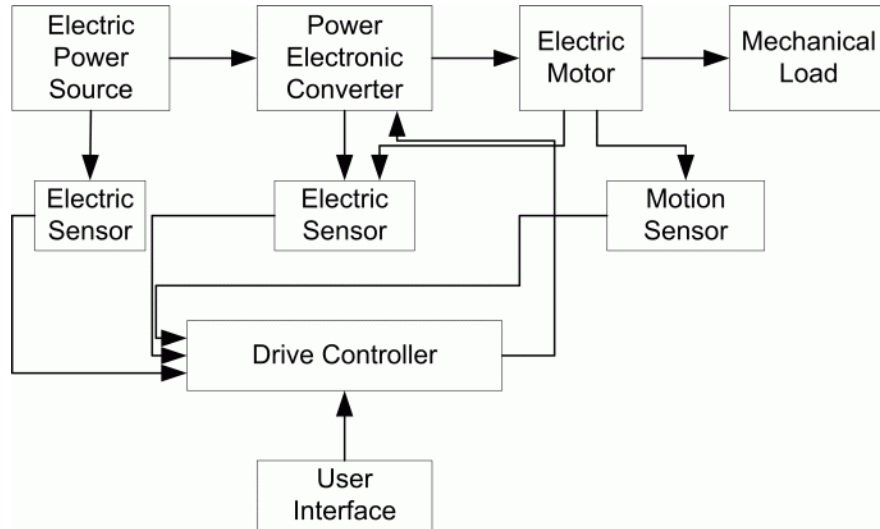 Electric
Power
Source
Power
Electronic
Converter
Electric
Motor
Mechanical
Load
Electric
Sensor
Electric
Sensor
Motion
Sensor
Drive Controller
User
Interface